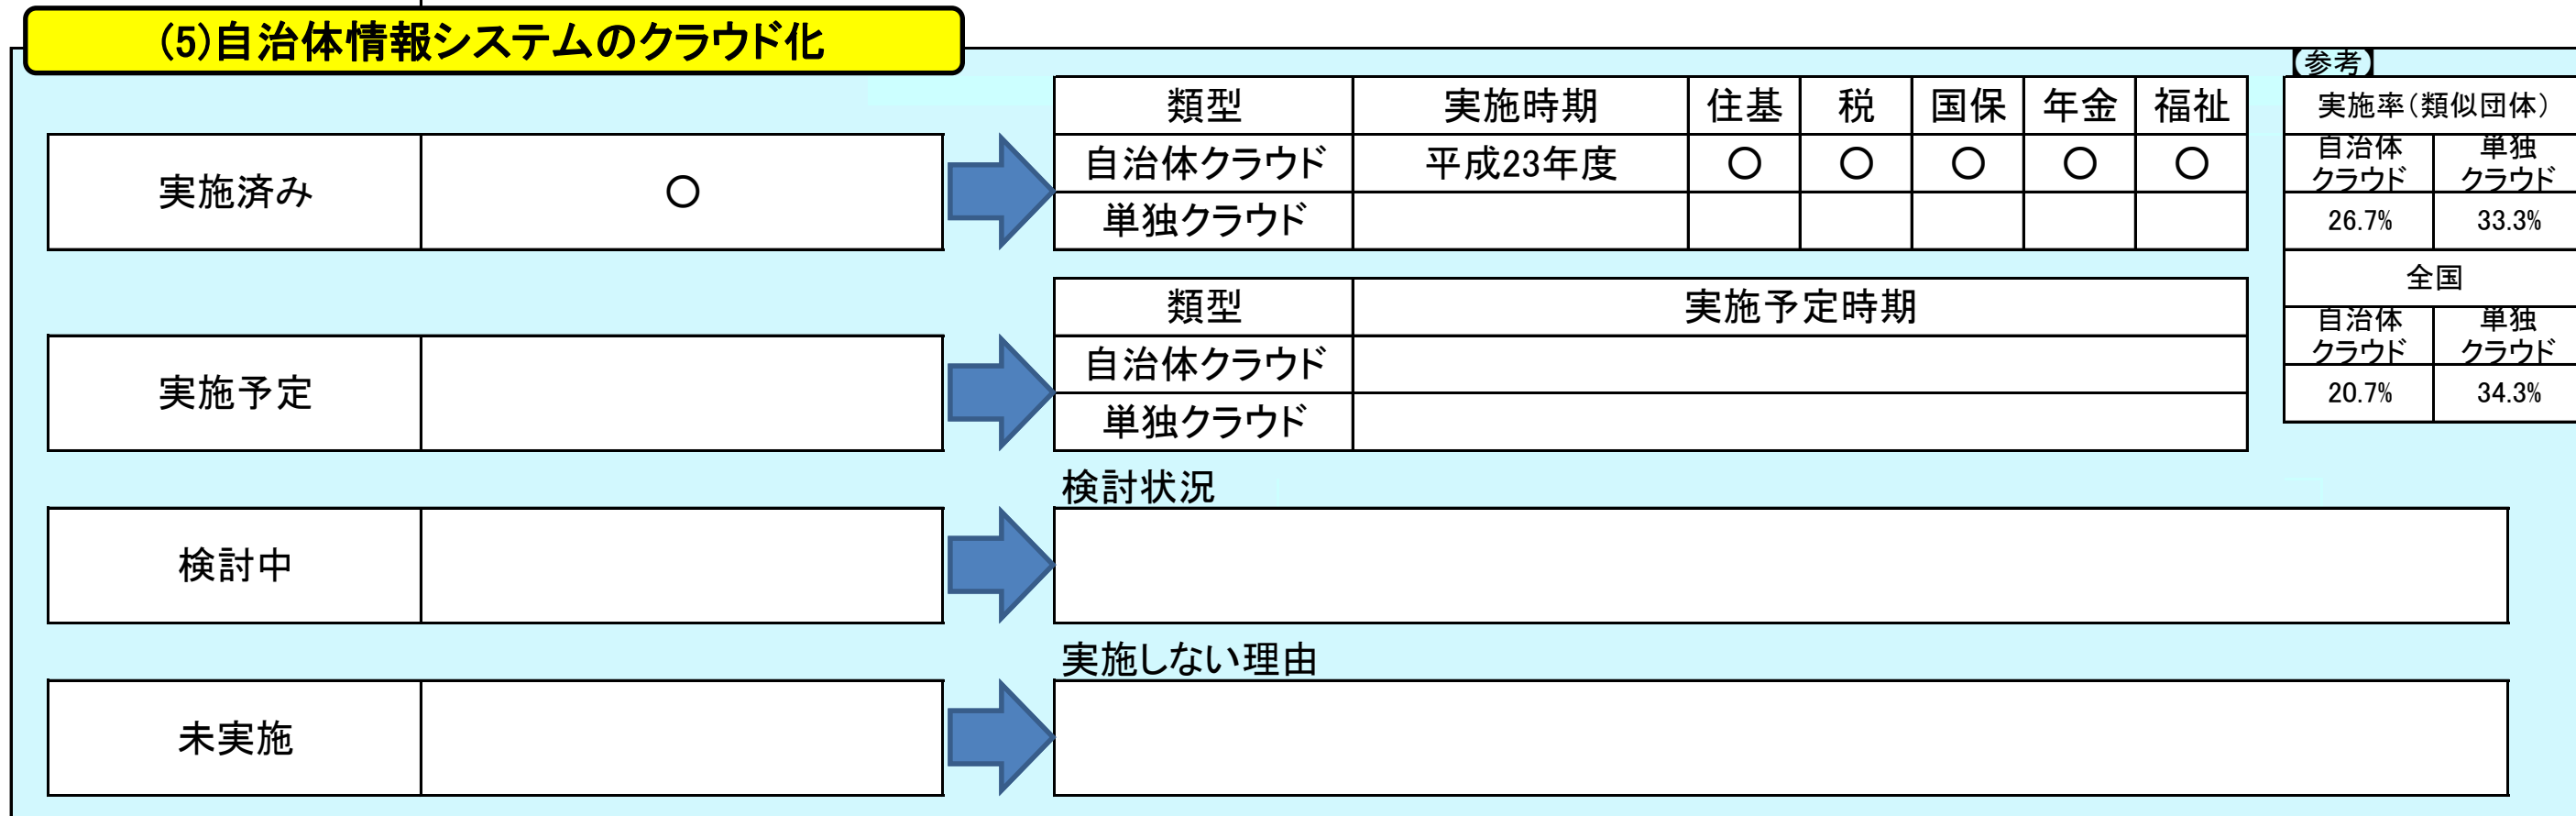 (5)自治体情報システムのクラウド化
【参考】
類型 実施時期 住基 税 国保 年金 福祉
実施済み ○
自治体クラウド 平成23年度 ○ ○ ○ ○ ○
単独クラウド
実施率(類似団体)
自治体クラウド 単独クラウド
26.7% 33.3%
全国
自治体クラウド 単独クラウド
20.7% 34.3%
類型 実施予定時期
実施予定
自治体クラウド
単独クラウド
検討状況
検討中
実施しない理由
未実施